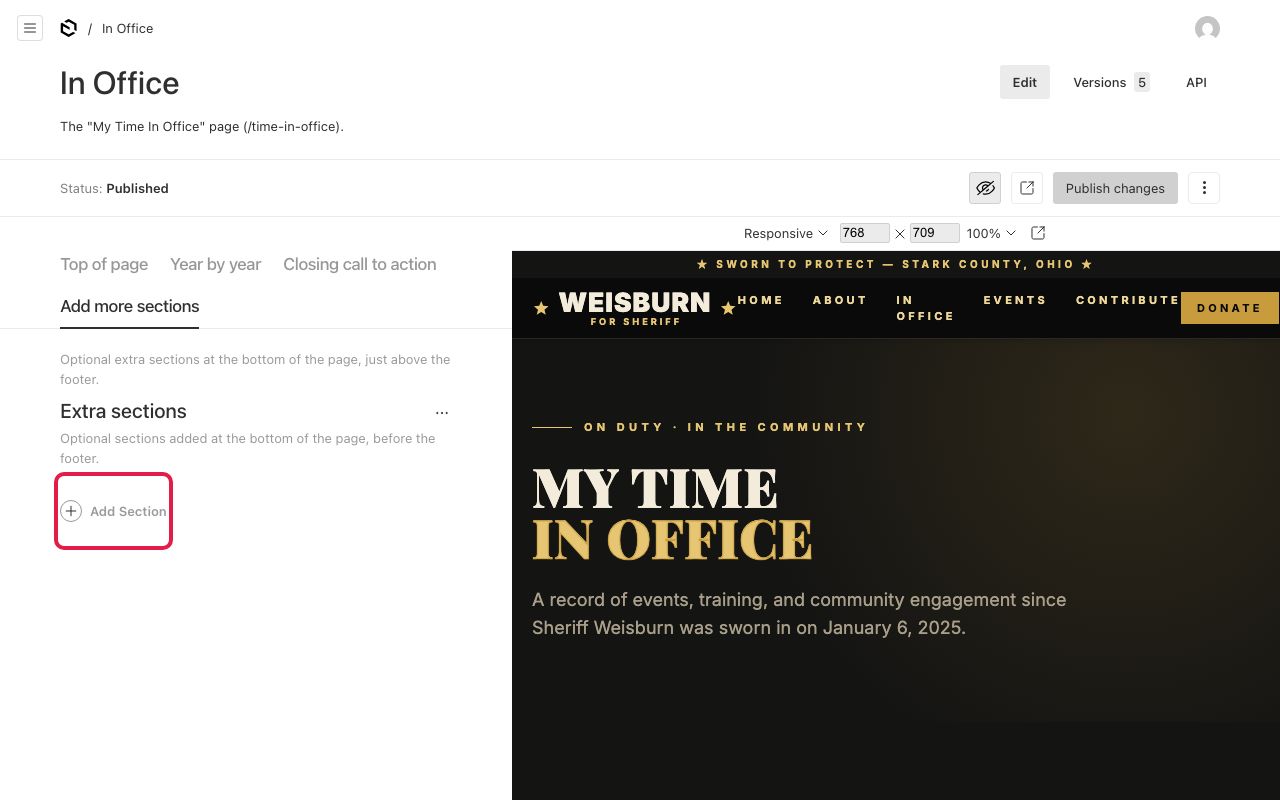 / In Office
In Office
Edit
Versions 5
API
The "My Time In Office" page (/time-in-office).
Status: Published
Publish changes
Responsive
768
709
100%
Top of page
Year by year
Closing call to action
Add more sections
Optional extra sections at the bottom of the page, just above the
footer.
Extra sections
Optional sections added at the bottom of the page, before the
footer.
Add Section
★ SWORN TO PROTECT — STARK COUNTY, OHIO ★
★ WEISBURN ★
FOR SHERIFF
HOME
ABOUT
IN
OFFICE
EVENTS
CONTRIBUTE
DONATE
ON DUTY · IN THE COMMUNITY
MY TIME
IN OFFICE
A record of events, training, and community engagement since
Sheriff Weisburn was sworn in on January 6, 2025.